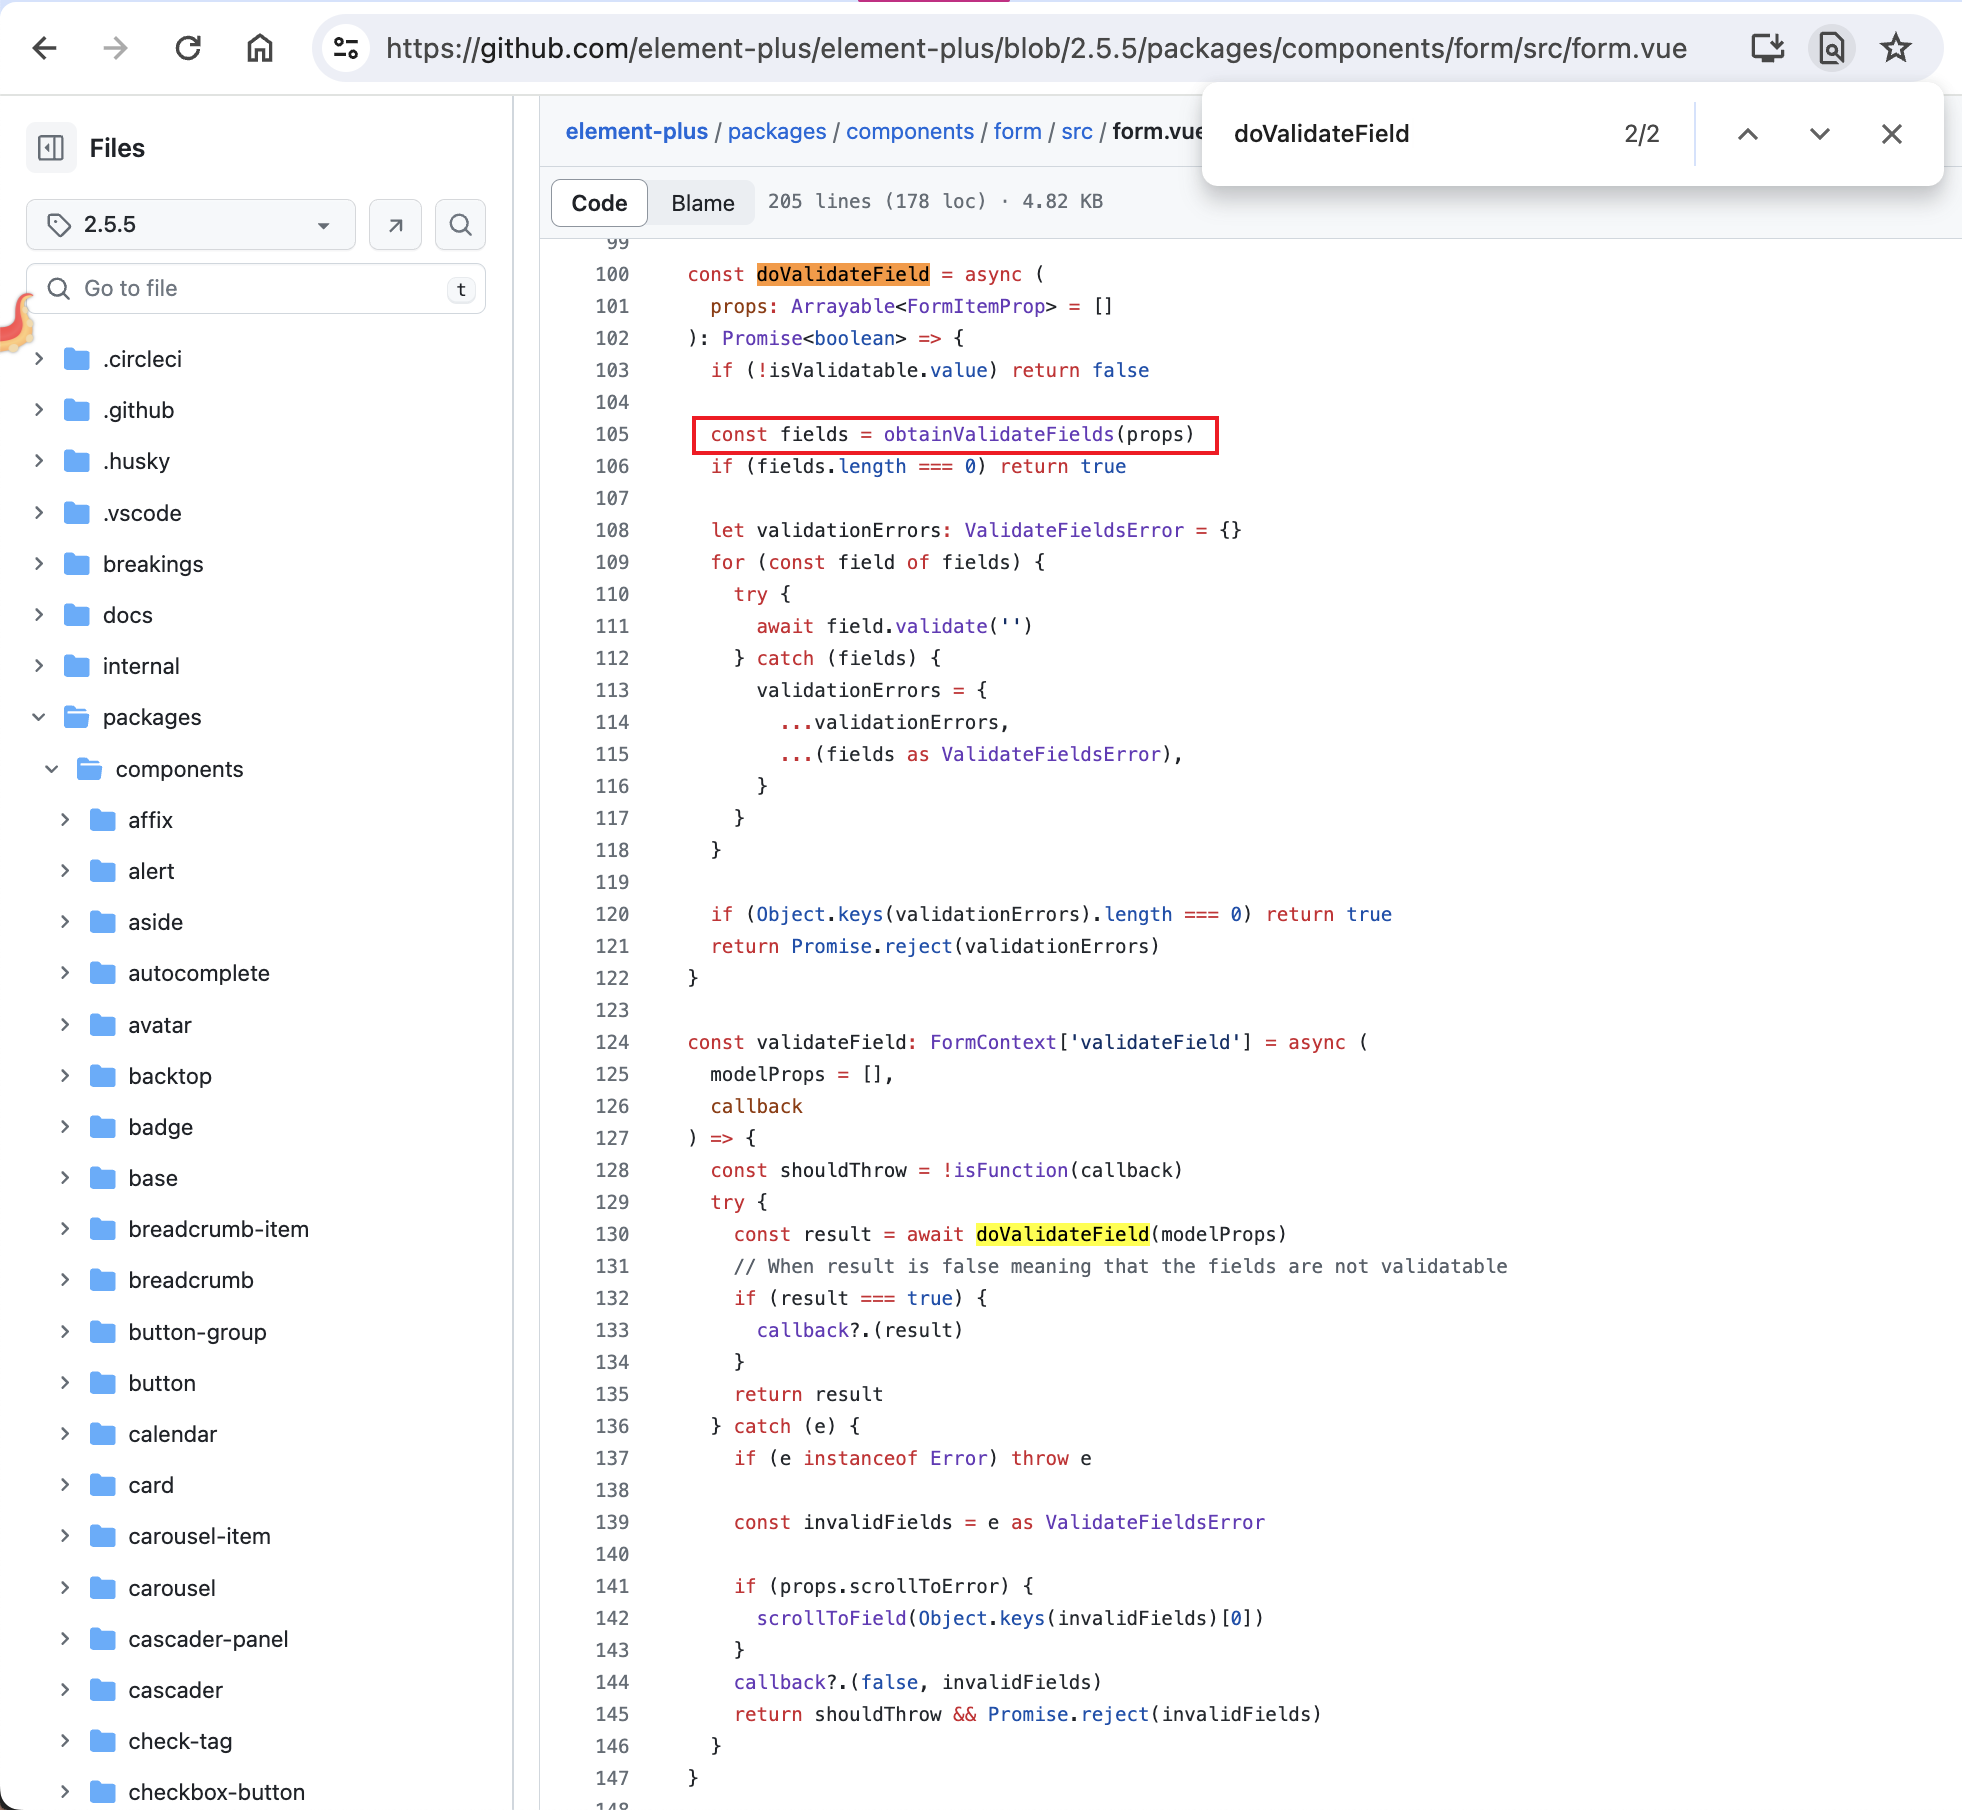 https://github.com/element-plus/element-plus/blob/2.5.5/packages/components/form/src/form.vue
doValidateField 2/2
Files
2.5.5
Go to file t
.circleci
.github
.husky
.vscode
breakings
docs
internal
packages
components
affix
alert
aside
autocomplete
avatar
backtop
badge
base
breadcrumb-item
breadcrumb
button-group
button
calendar
card
carousel-item
carousel
cascader-panel
cascader
check-tag
checkbox-button
element-plus / packages / components / form / src / form.vue
Code Blame 205 lines (178 loc) · 4.82 KB
99
100 const doValidateField = async (
101 props: Arrayable<FormItemProp> = []
102 ): Promise<boolean> => {
103 if (!isValidatable.value) return false
104
105 const fields = obtainValidateFields(props)
106 if (fields.length === 0) return true
107
108 let validationErrors: ValidateFieldsError = {}
109 for (const field of fields) {
110 try {
111 await field.validate('')
112 } catch (fields) {
113 validationErrors = {
114 ...validationErrors,
115 ...(fields as ValidateFieldsError),
116 }
117 }
118 }
119
120 if (Object.keys(validationErrors).length === 0) return true
121 return Promise.reject(validationErrors)
122 }
123
124 const validateField: FormContext['validateField'] = async (
125 modelProps = [],
126 callback
127 ) => {
128 const shouldThrow = !isFunction(callback)
129 try {
130 const result = await doValidateField(modelProps)
131 // When result is false meaning that the fields are not validatable
132 if (result === true) {
133 callback?.(result)
134 }
135 return result
136 } catch (e) {
137 if (e instanceof Error) throw e
138
139 const invalidFields = e as ValidateFieldsError
140
141 if (props.scrollToError) {
142 scrollToField(Object.keys(invalidFields)[0])
143 }
144 callback?.(false, invalidFields)
145 return shouldThrow && Promise.reject(invalidFields)
146 }
147 }
148